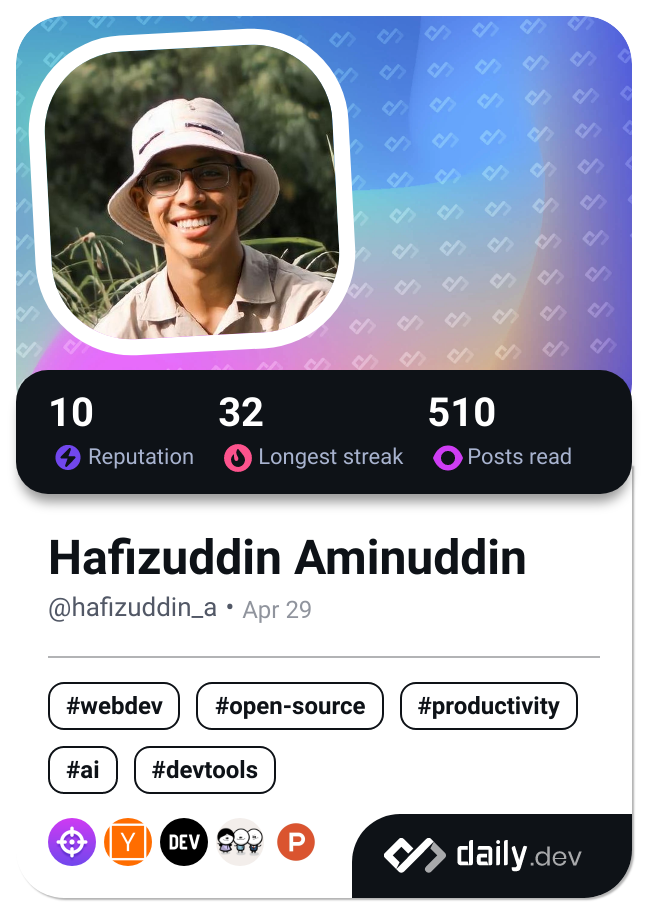 10 32 510
Reputation Longest streak Posts read
Hafizuddin Aminuddin
@hafizuddin_a • Apr 29
#webdev #open-source #productivity
#ai #devtools
Y DEV P
daily.dev